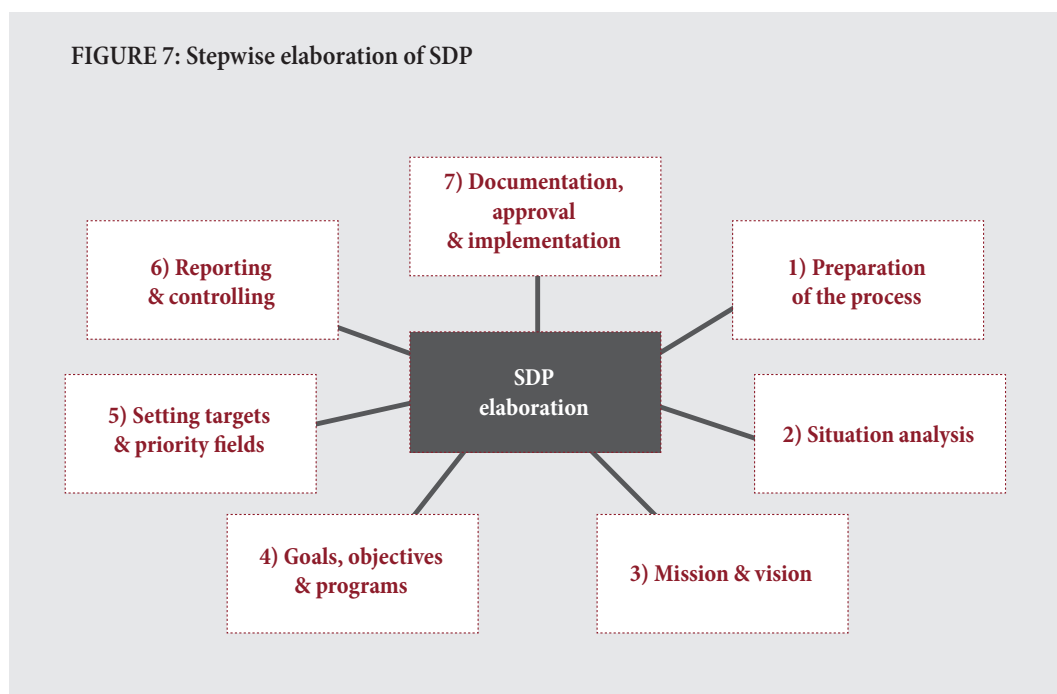 FIGURE 7: Stepwise elaboration of SDP
7) Documentation,
approval
& implementation
6) Reporting
& controlling
1) Preparation
of the process
SDP
elaboration
5) Setting targets
& priority fields
2) Situation analysis
4) Goals, objectives
& programs
3) Mission & vision